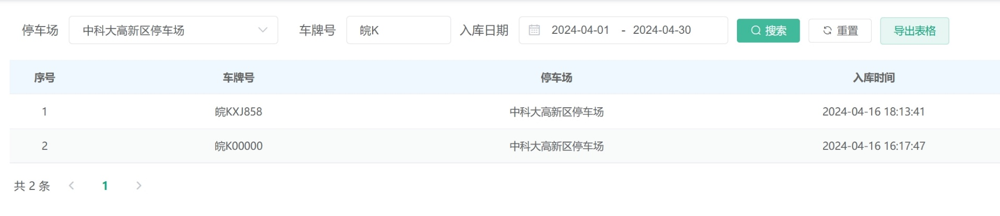 停车场 中科大高新区停车场 车牌号 皖K 入库日期 2024-04-01 - 2024-04-30 搜索 重置 导出表格
序号 车牌号 停车场 入库时间
1 皖KXJ858 中科大高新区停车场 2024-04-16 18:13:41
2 皖K00000 中科大高新区停车场 2024-04-16 16:17:47
共 2 条 1